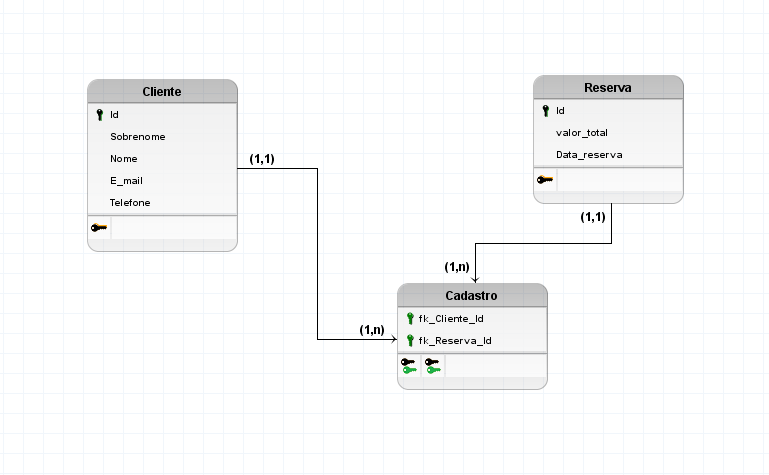 Cliente
Id
Sobrenome
Nome
E_mail
Telefone
(1,1)
(1,n)
Reserva
Id
valor_total
Data_reserva
(1,1)
(1,n)
Cadastro
fk_Cliente_Id
fk_Reserva_Id